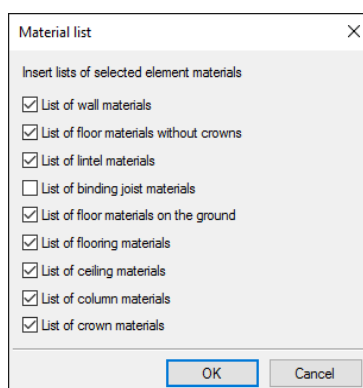 Material list
Insert lists of selected element materials
List of wall materials
List of floor materials without crowns
List of lintel materials
List of binding joist materials
List of floor materials on the ground
List of flooring materials
List of ceiling materials
List of column materials
List of crown materials
OK Cancel